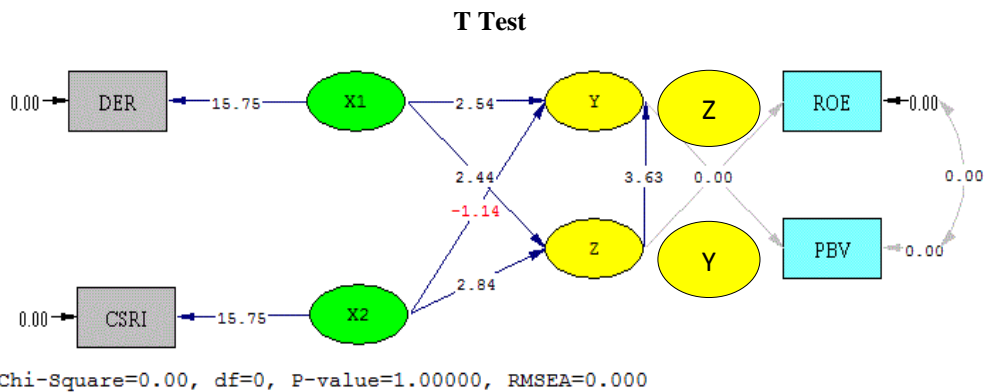 T Test
0.00 DER 15.75 X1 2.54 Y Z ROE 0.00
2.44 3.63 0.00 0.00
-1.14
0.00 CSRI 15.75 X2 2.84 Z Y PBV 0.00
Chi-Square=0.00, df=0, P-value=1.00000, RMSEA=0.000